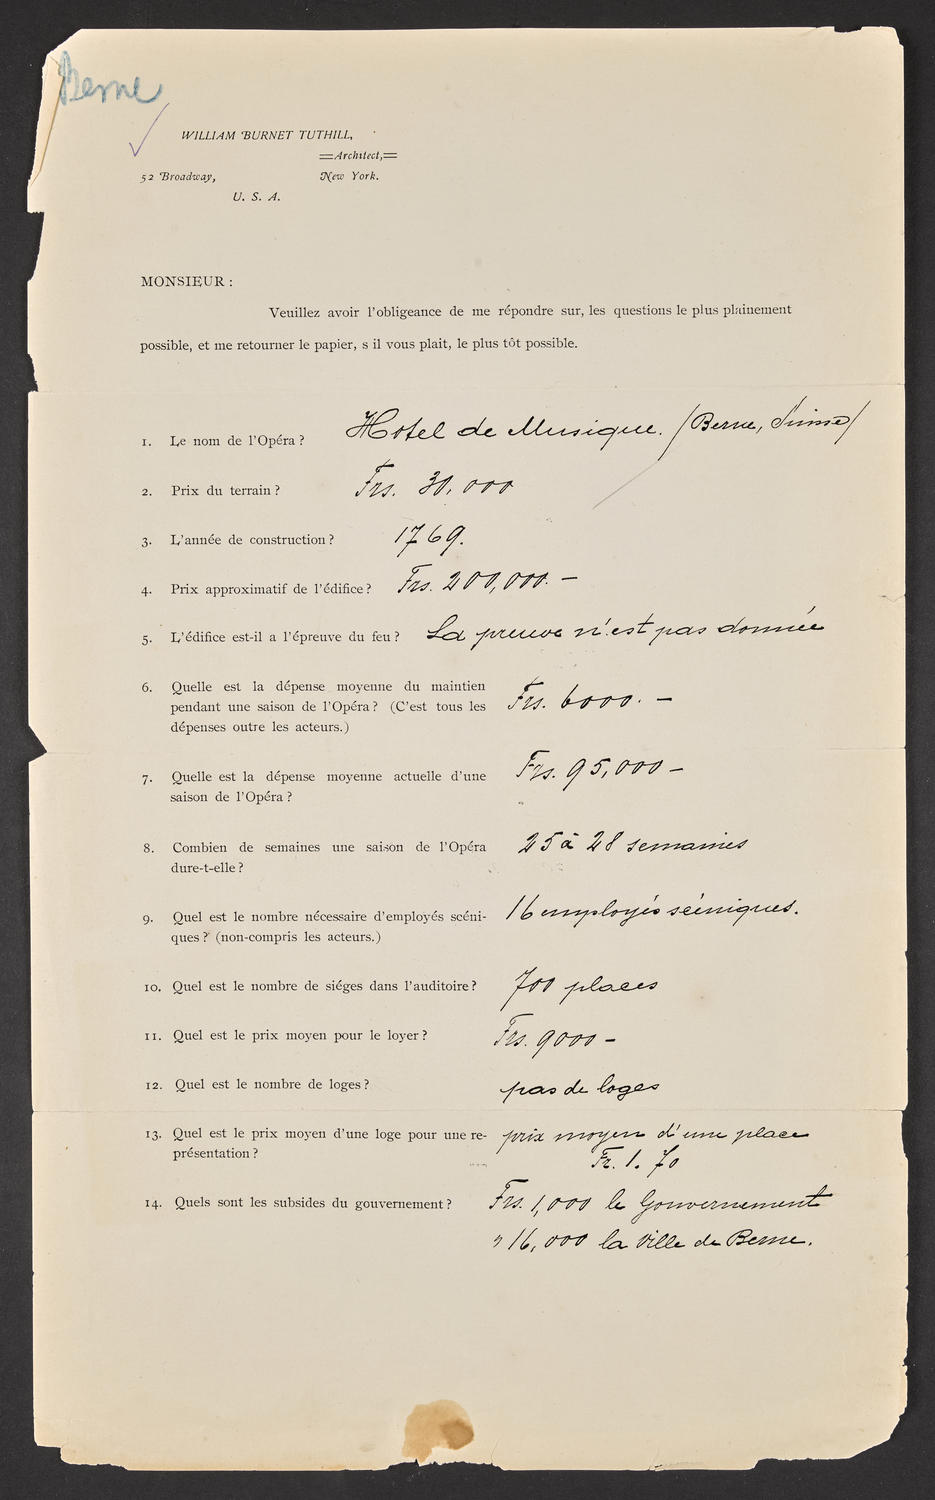 Berne
WILLIAM BURNET TUTHILL,
Architect,
52 Broadway, New York.
U. S. A.
MONSIEUR :
Veuillez avoir l'obligeance de me répondre sur, les questions le plus plainement
possible, et me retourner le papier, s il vous plait, le plus tôt possible.
1. Le nom de l'Opéra ? Hotel de Musique. (Berne, Suisse)
2. Prix du terrain ? Frs. 30,000
3. L'année de construction ? 1769.
4. Prix approximatif de l'édifice ? Frs. 200,000.—
5. L'édifice est-il a l'épreuve du feu ? La preuve n'est pas donnée
6. Quelle est la dépense moyenne du maintien
pendant une saison de l'Opéra ? (C'est tous les Frs. 6000.—
dépenses outre les acteurs.)
7. Quelle est la dépense moyenne actuelle d'une Frs. 95,000—
saison de l'Opéra ?
8. Combien de semaines une saison de l'Opéra 25 à 28 semaines
dure-t-elle ?
9. Quel est le nombre nécessaire d'employés scéni- 16 employés scéniques.
ques ? (non-compris les acteurs.)
10. Quel est le nombre de siéges dans l'auditoire ? 700 places
11. Quel est le prix moyen pour le loyer ? Frs. 9000—
12. Quel est le nombre de loges ? pas de loges
13. Quel est le prix moyen d'une loge pour une re- prix moyen d'une place
présentation ? Fr. 1.70
14. Quels sont les subsides du gouvernement ? Frs. 1,000 le Gouvernement
" 16,000 la Ville de Berne.